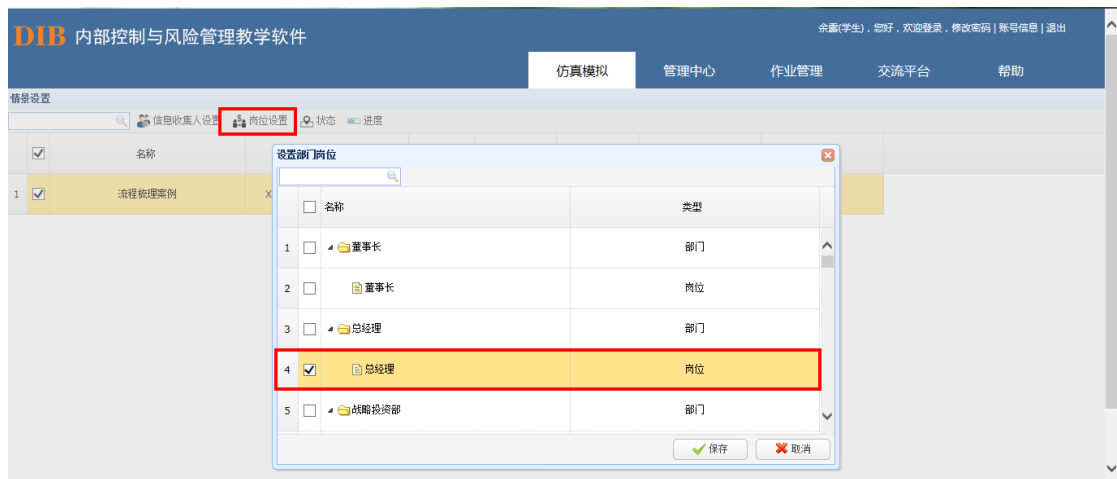 DIB 内部控制与风险管理教学软件
余露(学生)，您好，欢迎登录，修改密码 | 账号信息 | 退出
仿真模拟 管理中心 作业管理 交流平台 帮助
情景设置
信息收集人设置 岗位设置 状态 进度
名称
1 流程梳理案例 X
设置部门岗位
名称 类型
1 董事长 部门
2 董事长 岗位
3 总经理 部门
4 总经理 岗位
5 战略投资部 部门
保存 取消